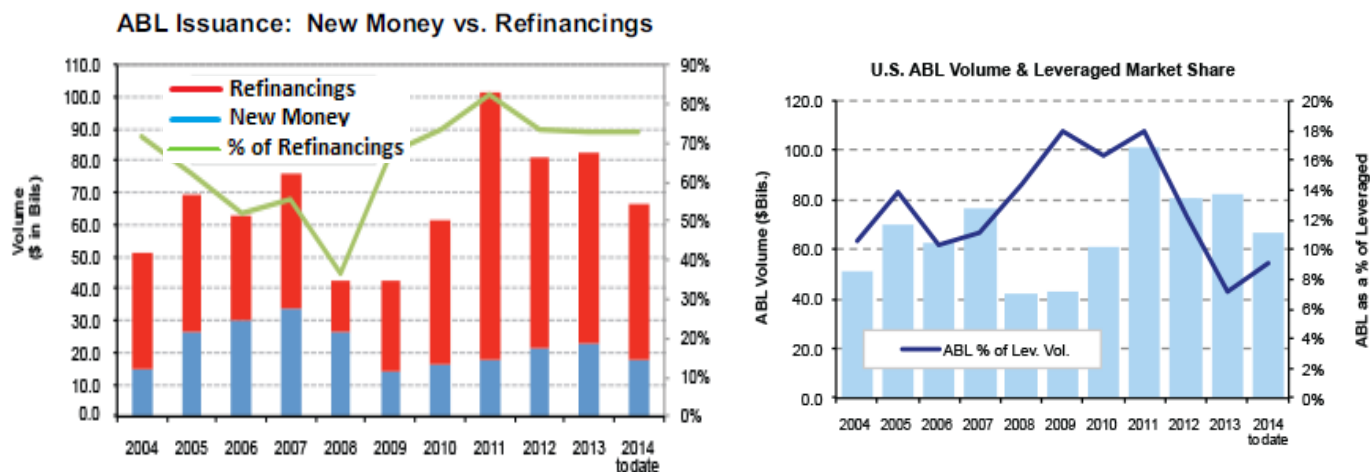 ABL Issuance: New Money vs. Refinancings
Volume
($ in Bils)
110.0
100.0
90.0
80.0
70.0
60.0
50.0
40.0
30.0
20.0
10.0
0.0
Refinancings
New Money
% of Refinancings
90%
80%
70%
60%
50%
40%
30%
20%
10%
0%
2004 2005 2006 2007 2008 2009 2010 2011 2012 2013 2014
to date
U.S. ABL Volume & Leveraged Market Share
ABL Volume ($Bils.)
120.0
100.0
80.0
60.0
40.0
20.0
0.0
ABL % of Lev. Vol.
20%
18%
16%
14%
12%
10%
8%
6%
4%
2%
0%
ABL as a % of Leveraged
2004 2005 2006 2007 2008 2009 2010 2011 2012 2013 2014
to date